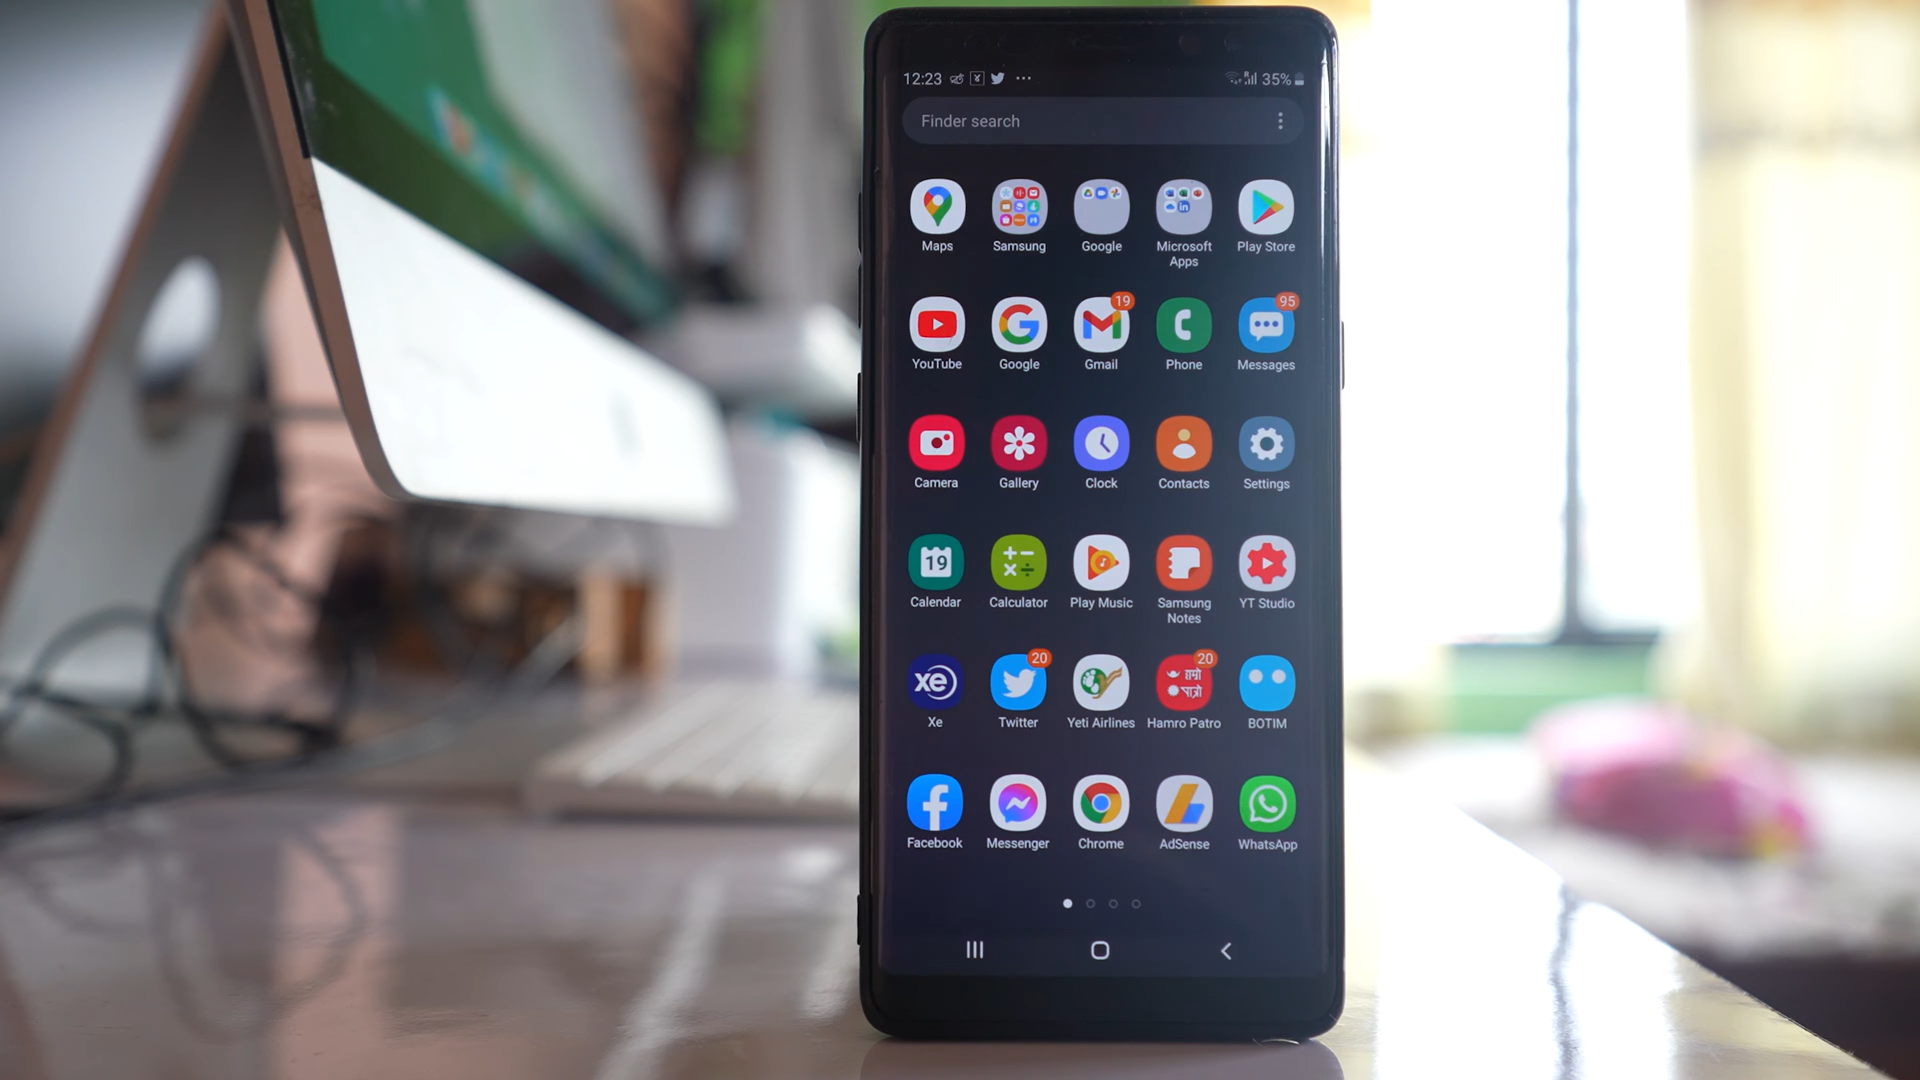 12:23 35%
Finder search
Maps Samsung Google Microsoft Apps Play Store
19 95
YouTube Google Gmail Phone Messages
Camera Gallery Clock Contacts Settings
19
Calendar Calculator Play Music Samsung Notes YT Studio
20 20
xe हाम्रो पात्रो
Xe Twitter Yeti Airlines Hamro Patro BOTIM
Facebook Messenger Chrome AdSense WhatsApp